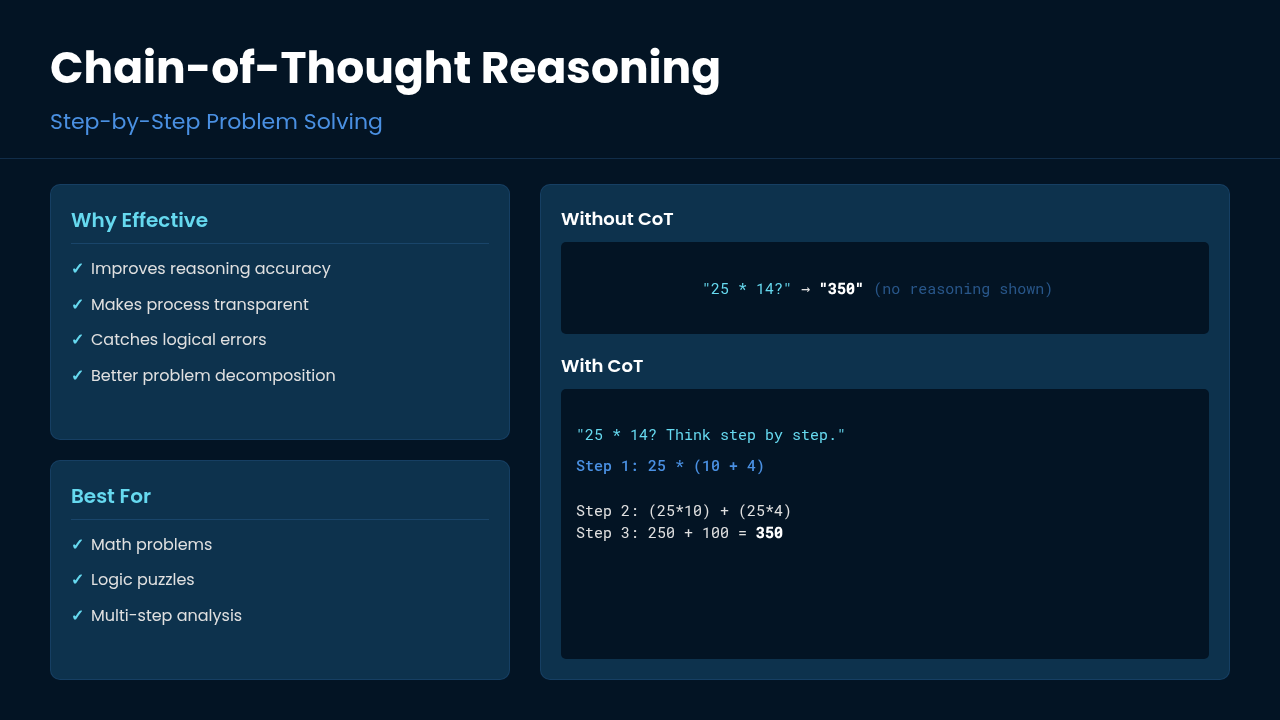 Chain-of-Thought Reasoning
Step-by-Step Problem Solving
Why Effective
✓ Improves reasoning accuracy
✓ Makes process transparent
✓ Catches logical errors
✓ Better problem decomposition
Best For
✓ Math problems
✓ Logic puzzles
✓ Multi-step analysis
Without CoT
"25 * 14?" → "350" (no reasoning shown)
With CoT
"25 * 14? Think step by step."
Step 1: 25 * (10 + 4)
Step 2: (25*10) + (25*4)
Step 3: 250 + 100 = 350